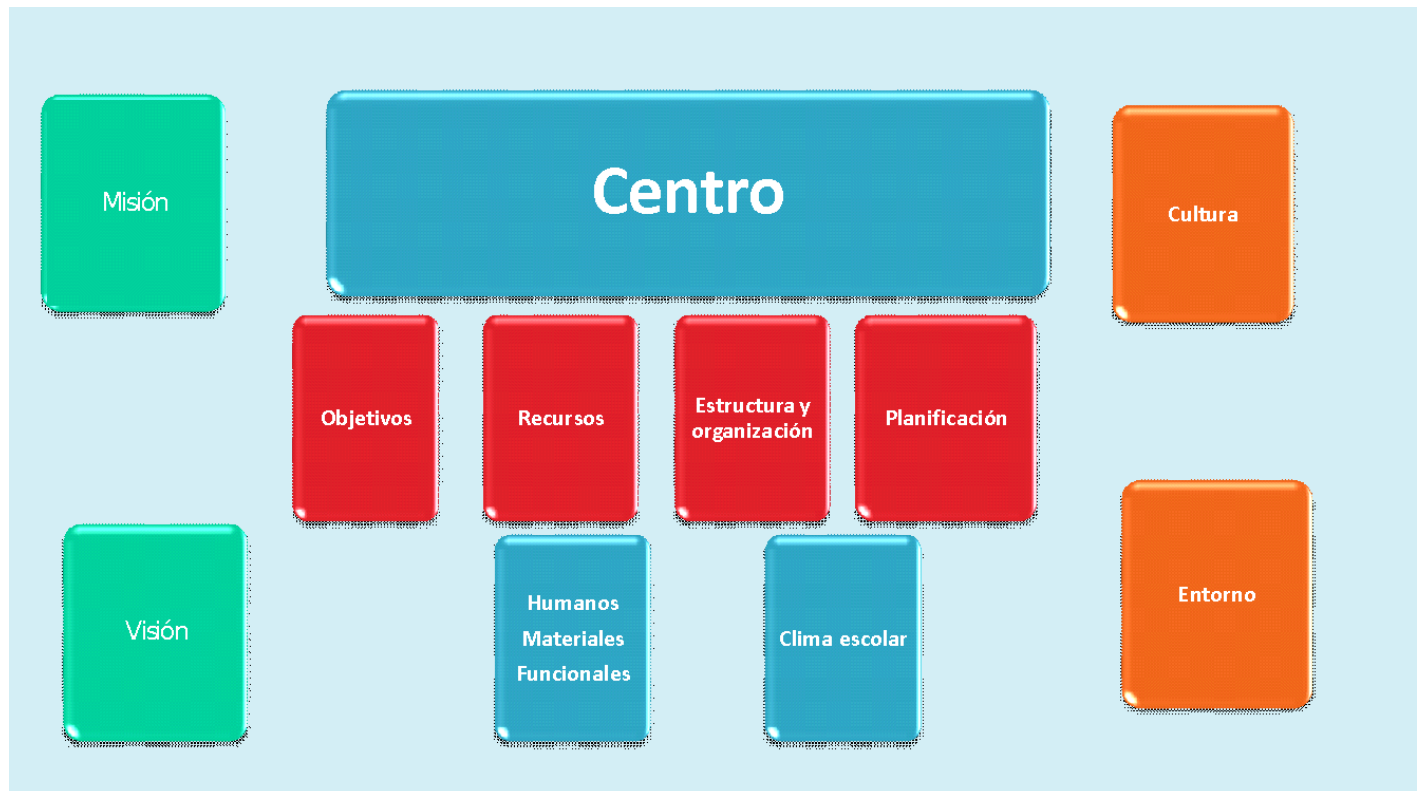 Misión
Centro
Cultura
Objetivos
Recursos
Estructura y
organización
Planificación
Visión
Humanos
Materiales
Funcionales
Clima escolar
Entorno